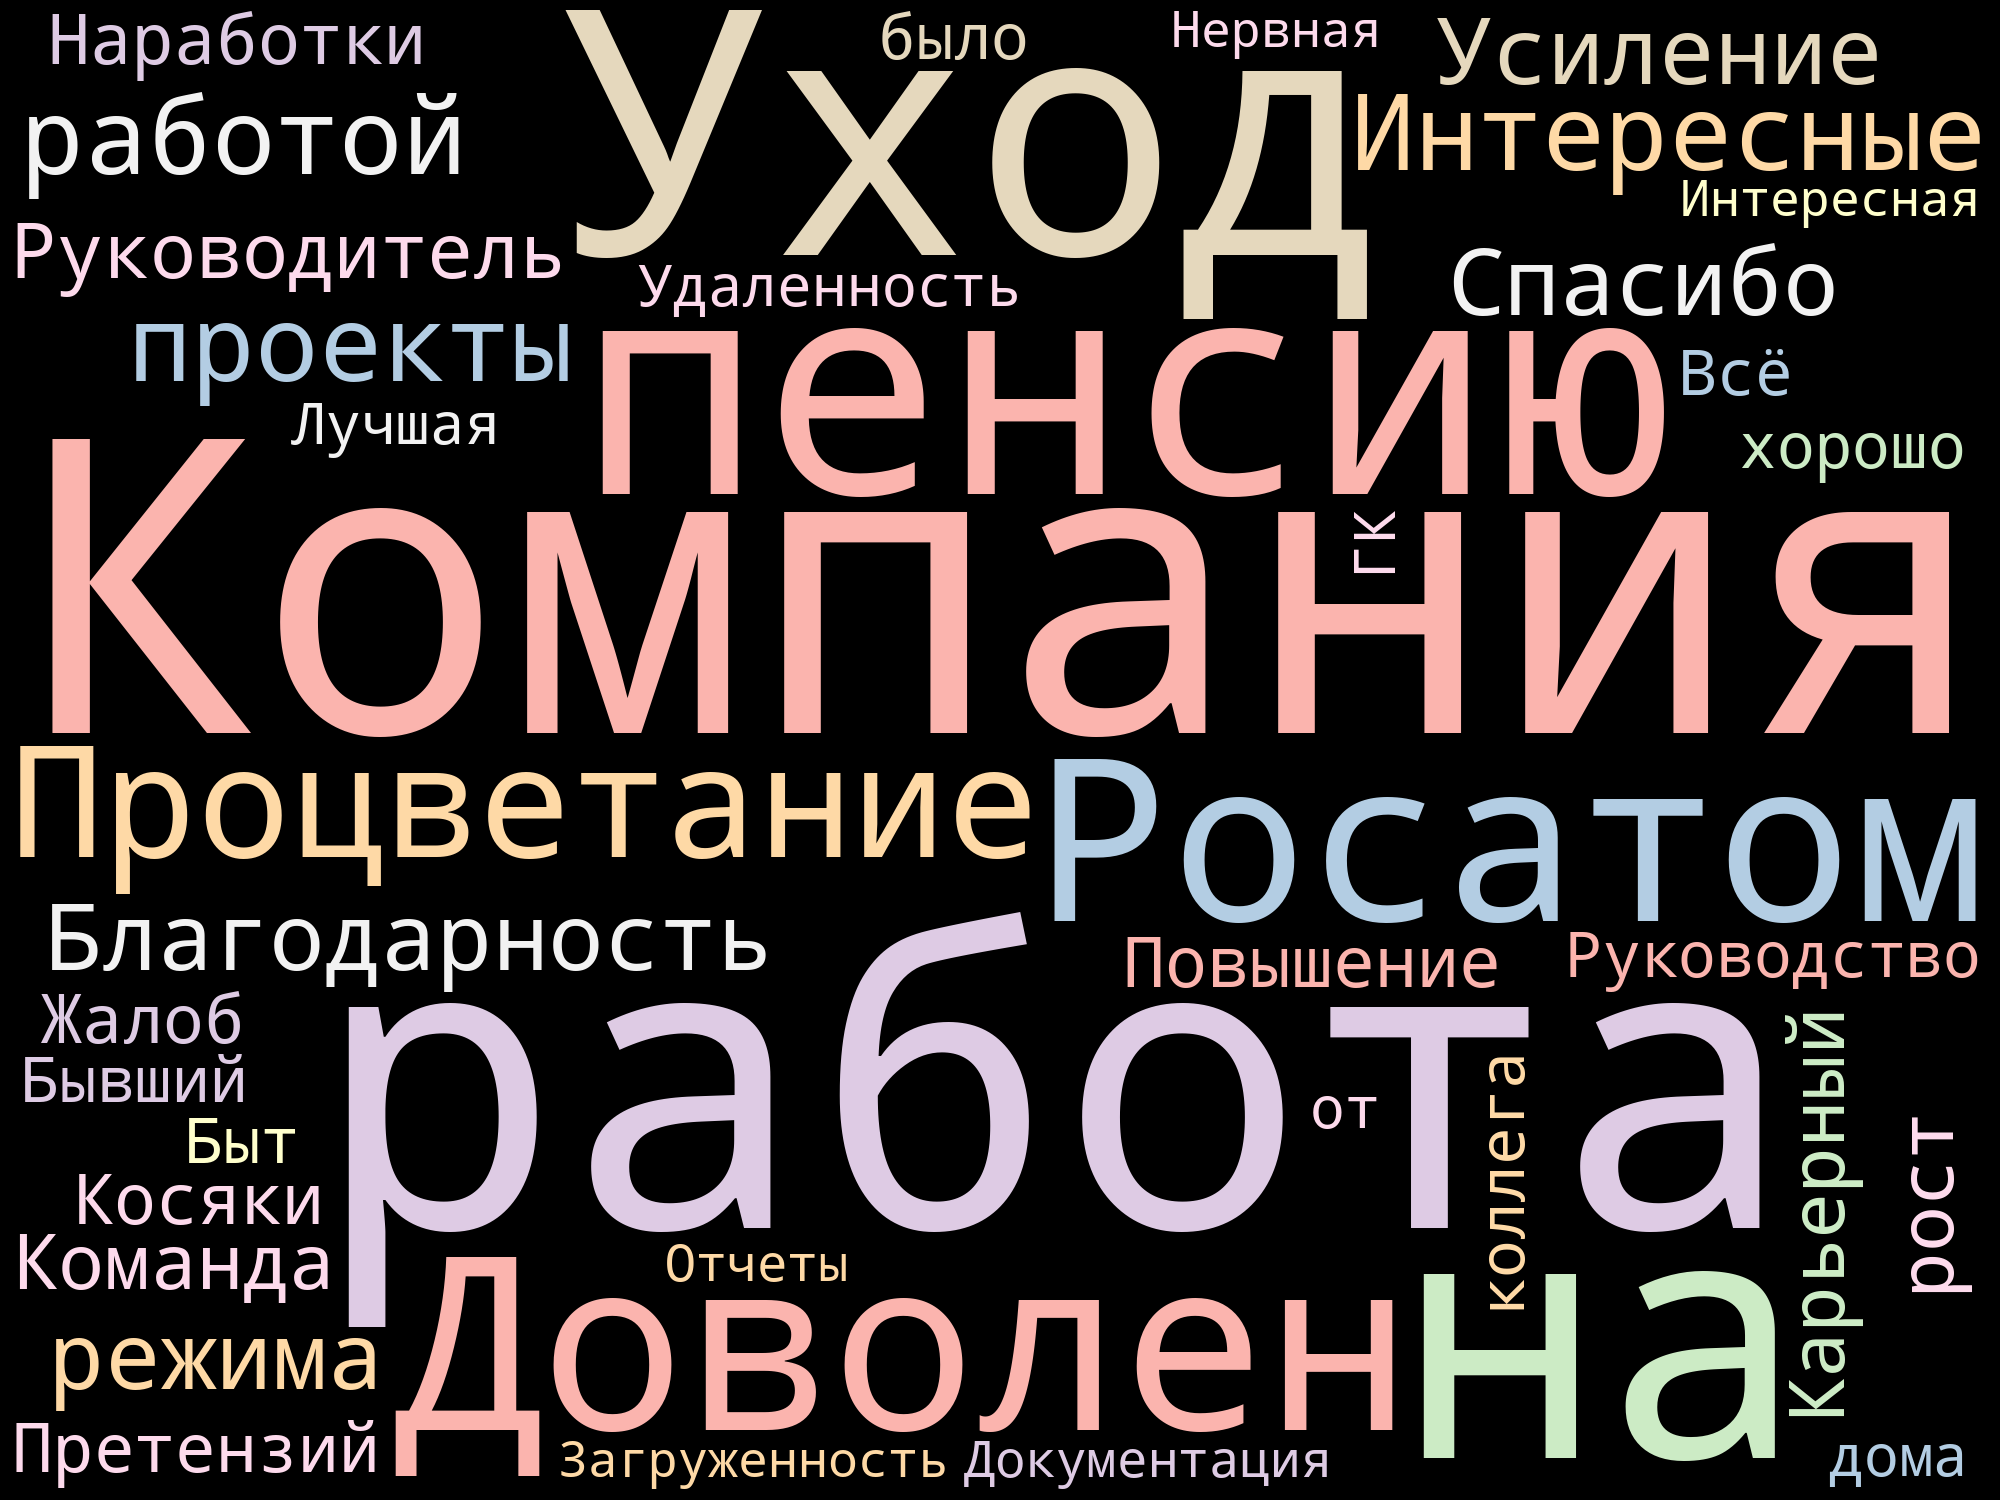 Наработки
было
Нервная
Усиление
Уход
работой
Интересные
Интересная
Руководитель
Удаленность
Спасибо
проекты
пенсию
Всё
Лучшая
хорошо
Компания
ГК
Процветание
Росатом
Благодарность
Повышение
Руководство
Жалоб
работа
Бывший
от
коллега
Карьерный
рост
Быт
Косяки
Команда
Отчеты
Доволен
на
режима
Претензий
Загруженность
Документация
дома